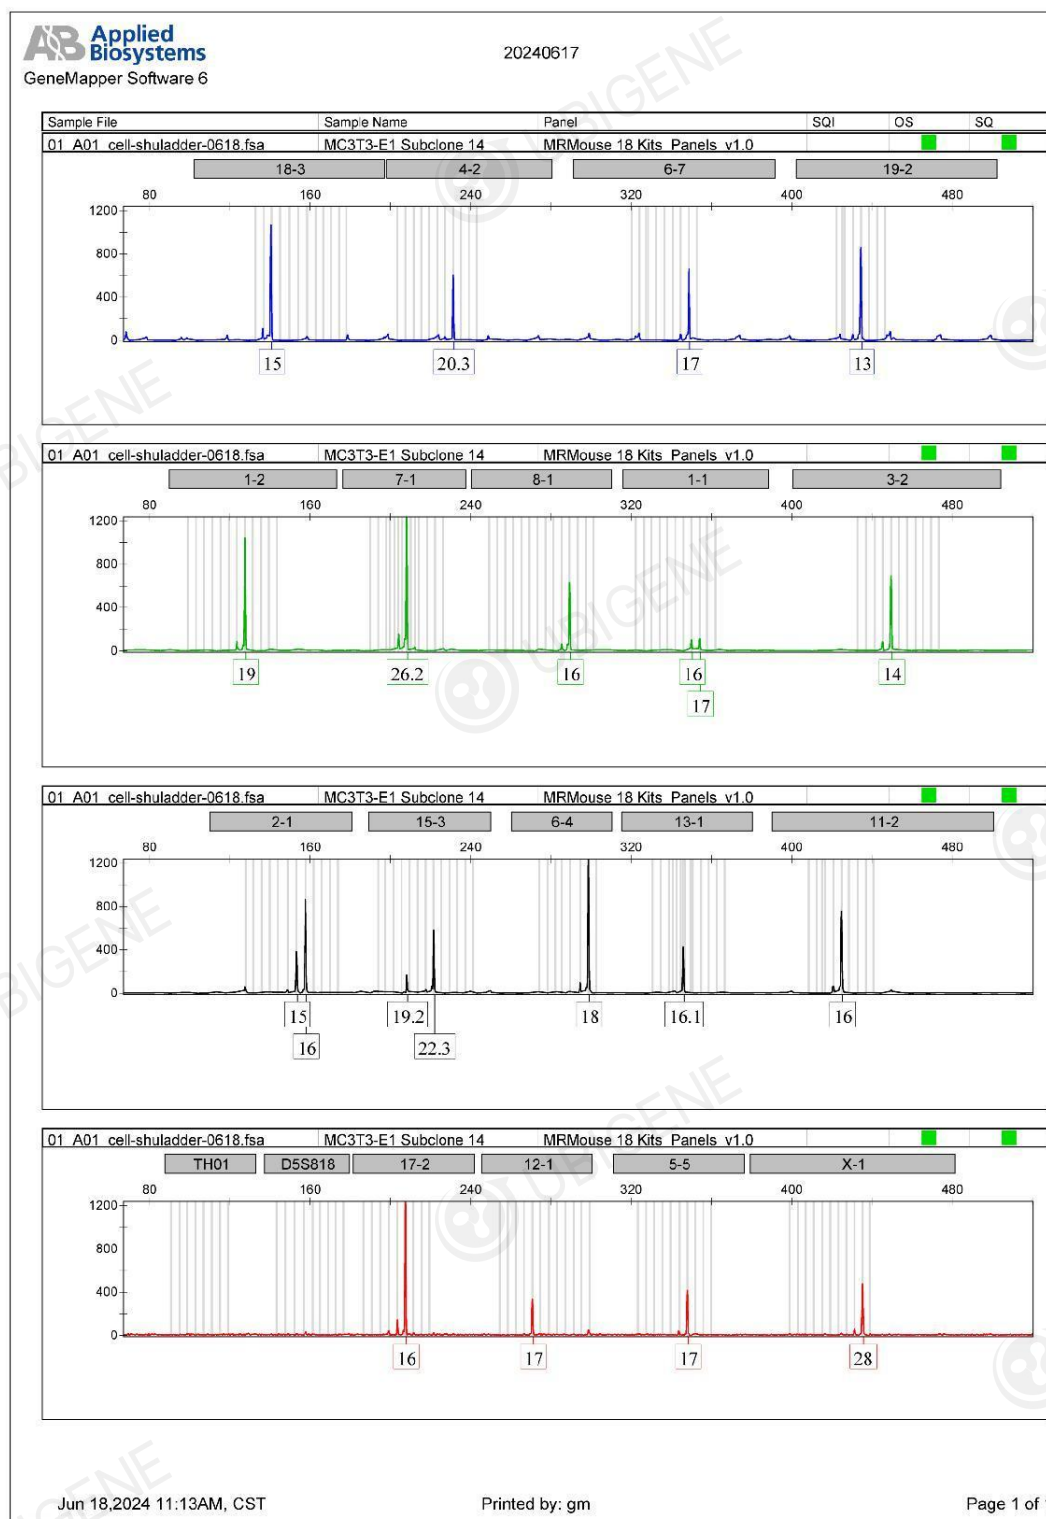 AB Applied
Biosystems
GeneMapper Software 6
20240617
Sample File Sample Name Panel SQI OS SQ
01_A01_cell-shuladder-0618.fsa MC3T3-E1 Subclone 14 MRMouse 18 Kits_Panels_v1.0
18-3 4-2 6-7 19-2
80 160 240 320 400 480
1200
800
400
0
15 20.3 17 13
01_A01_cell-shuladder-0618.fsa MC3T3-E1 Subclone 14 MRMouse 18 Kits_Panels_v1.0
1-2 7-1 8-1 1-1 3-2
80 160 240 320 400 480
1200
800
400
0
19 26.2 16 16 14
17
01_A01_cell-shuladder-0618.fsa MC3T3-E1 Subclone 14 MRMouse 18 Kits_Panels_v1.0
2-1 15-3 6-4 13-1 11-2
80 160 240 320 400 480
1200
800
400
0
15 19.2 18 16.1 16
16 22.3
01_A01_cell-shuladder-0618.fsa MC3T3-E1 Subclone 14 MRMouse 18 Kits_Panels_v1.0
TH01 D5S818 17-2 12-1 5-5 X-1
80 160 240 320 400 480
1200
800
400
0
16 17 17 28
Jun 18,2024 11:13AM, CST Printed by: gm Page 1 of
UBIGENE
UBIGENE
UBIGENE
UBIGENE
UBIGENE
UBIGENE